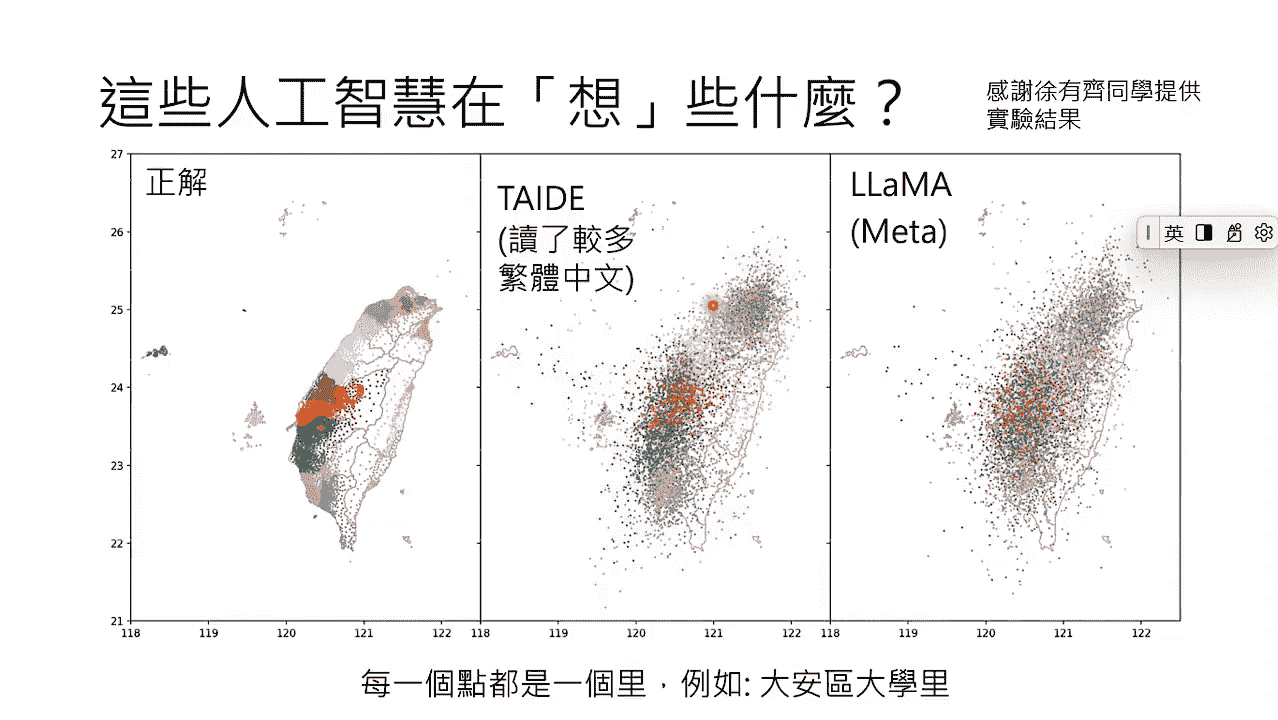 這些人工智慧在「想」些什麼？
感謝徐有齊同學提供
實驗結果
正解
TAIDE
(讀了較多
繁體中文)
LLaMA
(Meta)
英
27
26
25
24
23
22
21
118 119 120 121 122 118 119 120 121 122 118 119 120 121 122
每一個點都是一個里，例如: 大安區大學里